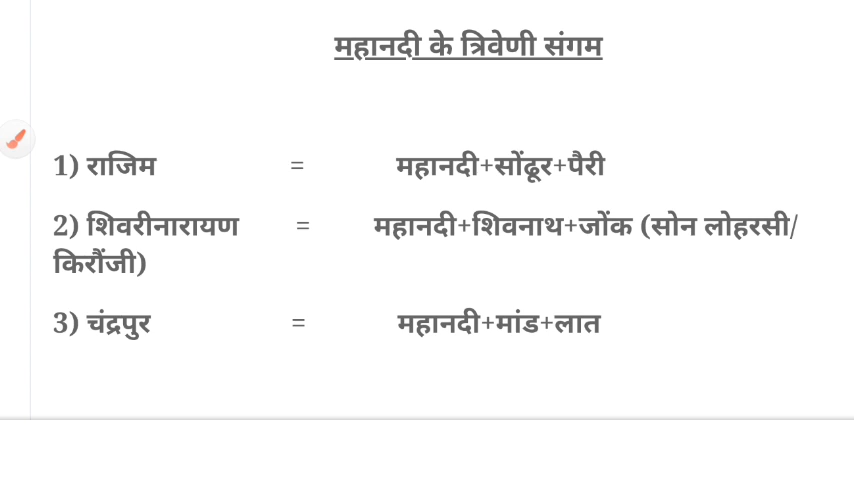 महानदी के त्रिवेणी संगम
1) राजिम = महानदी+सोंढूर+पैरी
2) शिवरीनारायण = महानदी+शिवनाथ+जोंक (सोन लोहरसी/
किरौंजी)
3) चंद्रपुर = महानदी+मांड+लात